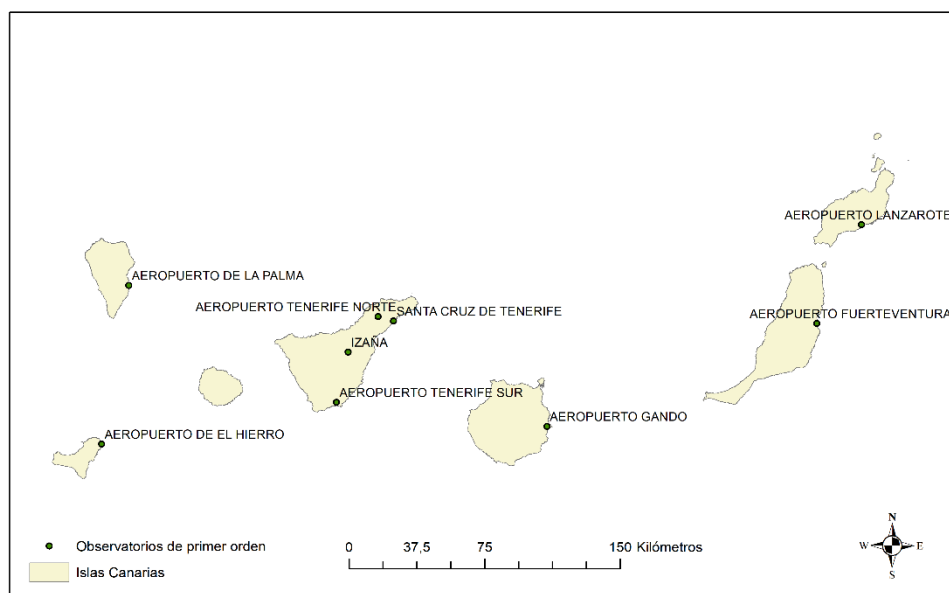 AEROPUERTO LANZAROTE
AEROPUERTO DE LA PALMA
AEROPUERTO TENERIFE NORTE
SANTA CRUZ DE TENERIFE
AEROPUERTO FUERTEVENTURA
IZAÑA
AEROPUERTO TENERIFE SUR
AEROPUERTO GANDO
AEROPUERTO DE EL HIERRO
Observatorios de primer orden
Islas Canarias
0 37,5 75 150 Kilómetros
N
W E
S